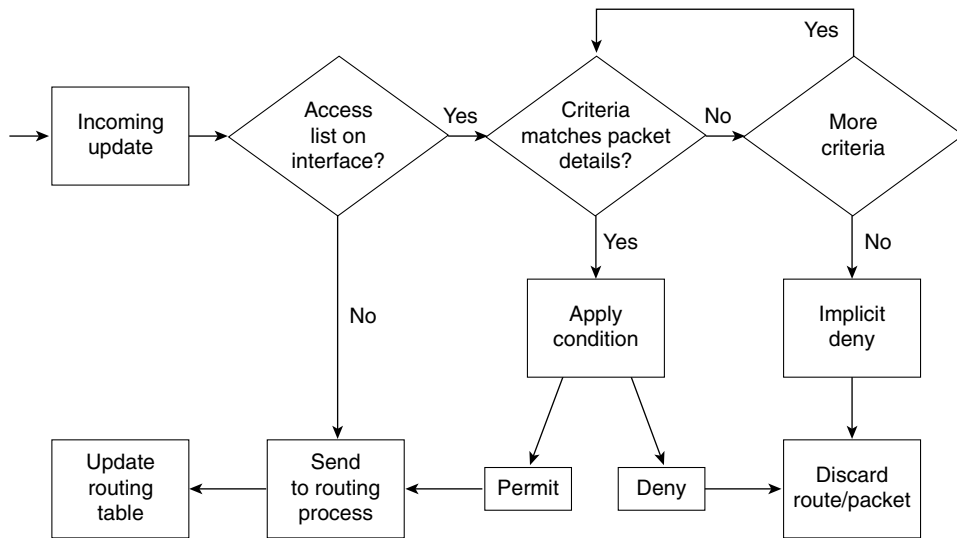 Yes
Incoming
update
Access
list on
interface?
Yes
Criteria
matches packet
details?
No
More
criteria
Yes
No
No
Apply
condition
Implicit
deny
Update
routing
table
Send
to routing
process
Permit
Deny
Discard
route/packet